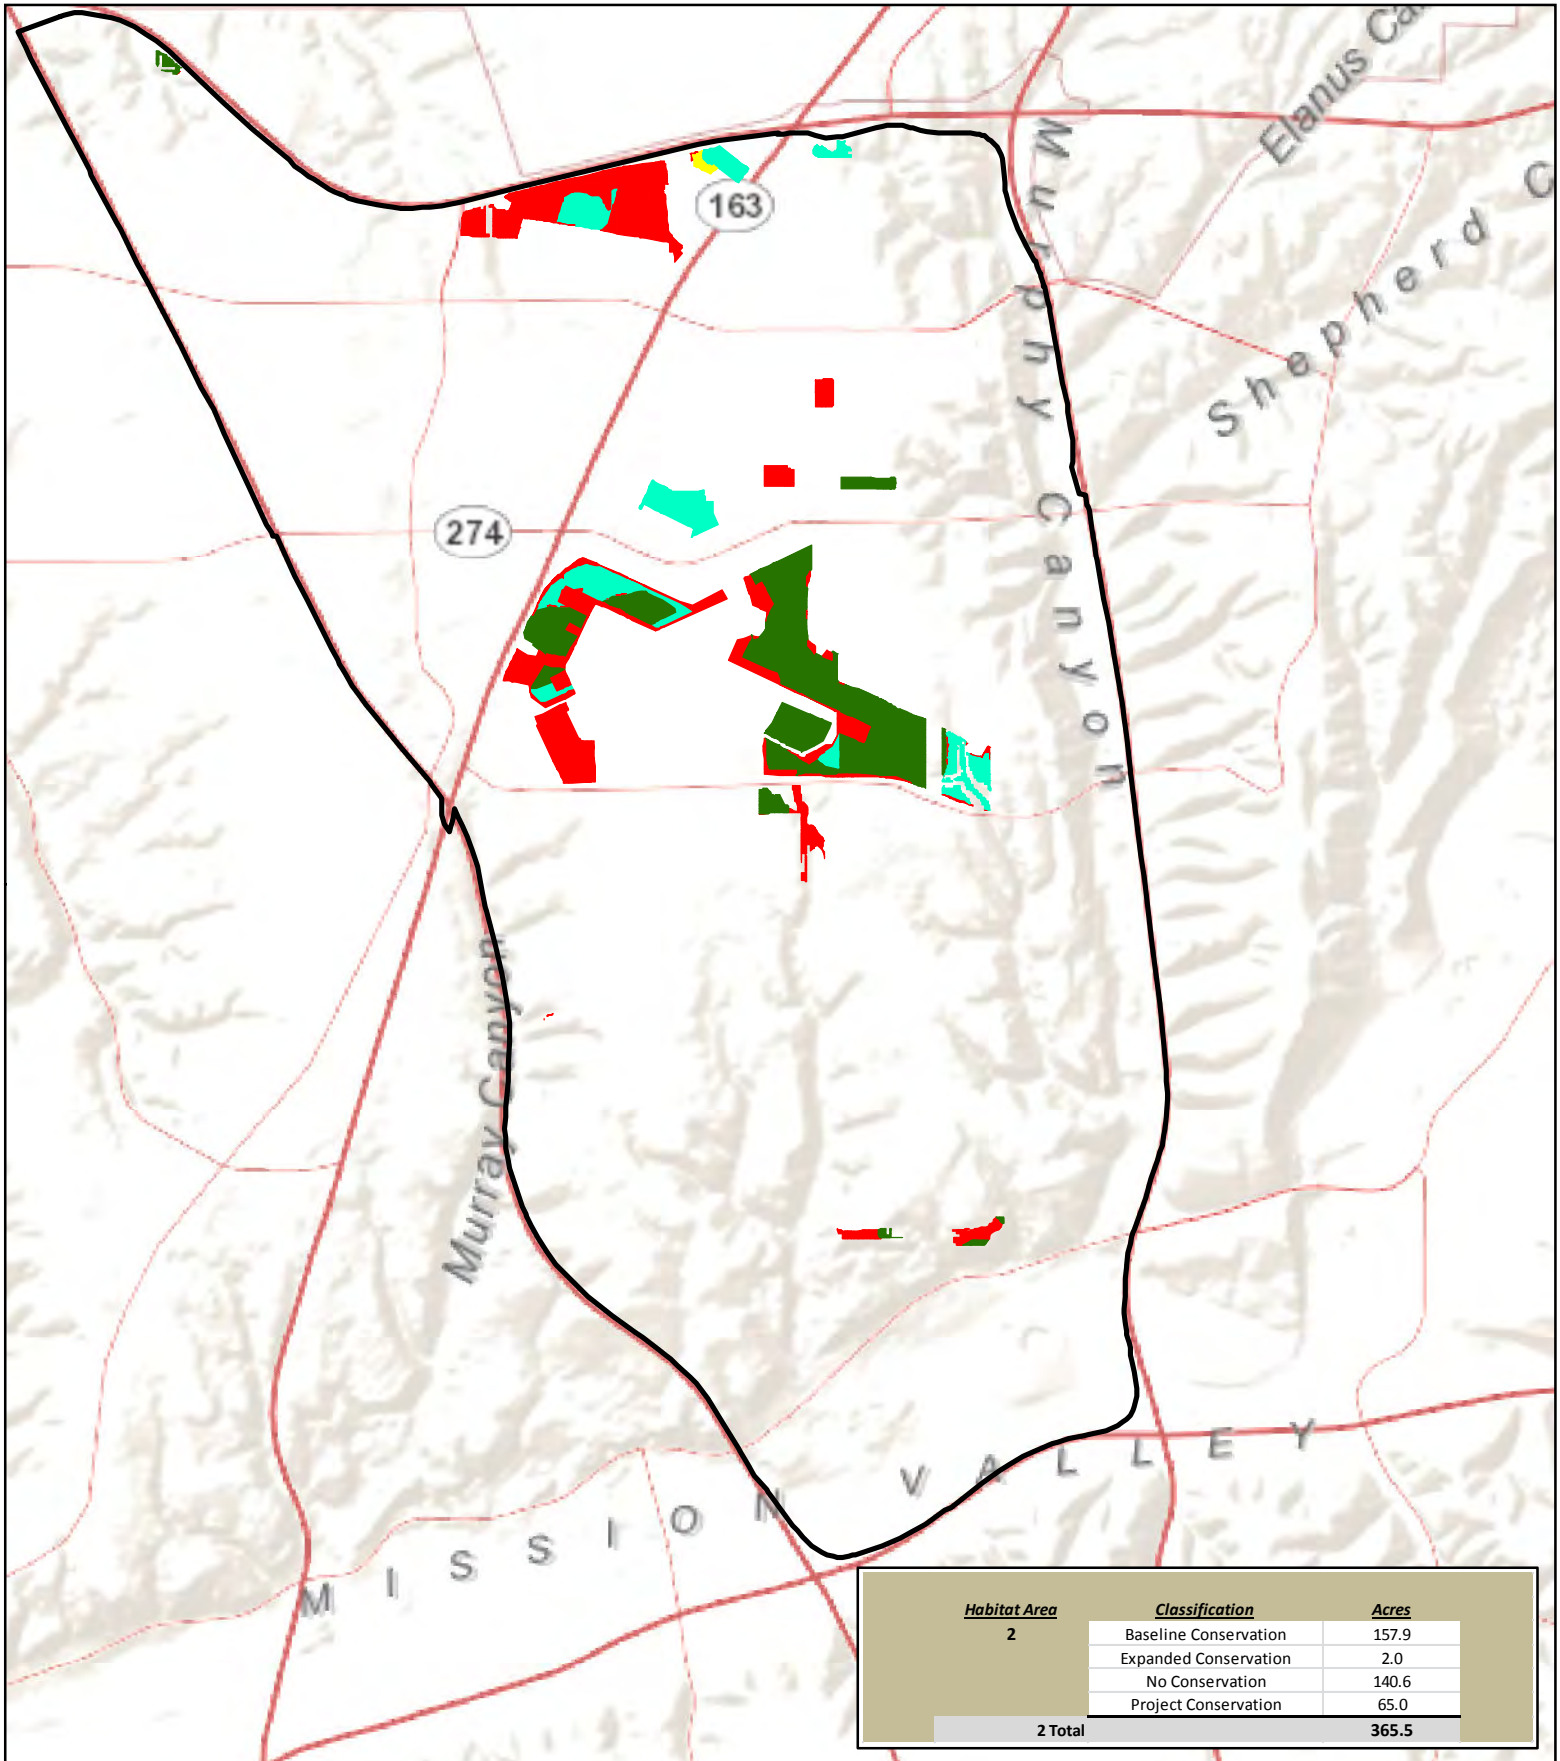 Elanus Ca
Murphy Canyon
Shepherd C
163
274
Murray Canyon
MISSION VALLEY
Habitat Area Classification Acres
2 Baseline Conservation 157.9
Expanded Conservation 2.0
No Conservation 140.6
Project Conservation 65.0
2 Total 365.5